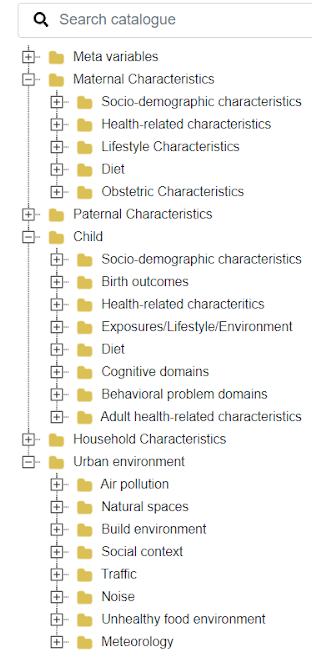 Search catalogue
Meta variables
Maternal Characteristics
Socio-demographic characteristics
Health-related characteristics
Lifestyle Characteristics
Diet
Obstetric Characteristics
Paternal Characteristics
Child
Socio-demographic characteristics
Birth outcomes
Health-related characteritics
Exposures/Lifestyle/Environment
Diet
Cognitive domains
Behavioral problem domains
Adult health-related characteristics
Household Characteristics
Urban environment
Air pollution
Natural spaces
Build environment
Social context
Traffic
Noise
Unhealthy food environment
Meteorology